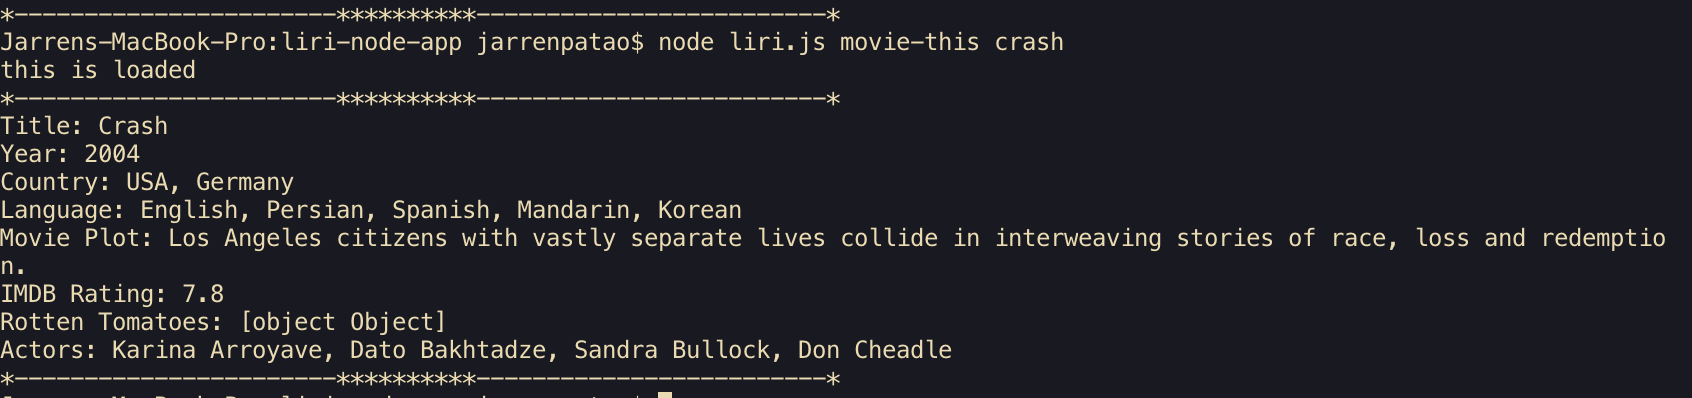 *-----------------------**********-------------------------*
Jarrens-MacBook-Pro:liri-node-app jarrenpatao$ node liri.js movie-this crash
this is loaded
*-----------------------**********-------------------------*
Title: Crash
Year: 2004
Country: USA, Germany
Language: English, Persian, Spanish, Mandarin, Korean
Movie Plot: Los Angeles citizens with vastly separate lives collide in interweaving stories of race, loss and redemptio
n.
IMDB Rating: 7.8
Rotten Tomatoes: [object Object]
Actors: Karina Arroyave, Dato Bakhtadze, Sandra Bullock, Don Cheadle
*-----------------------**********-------------------------*